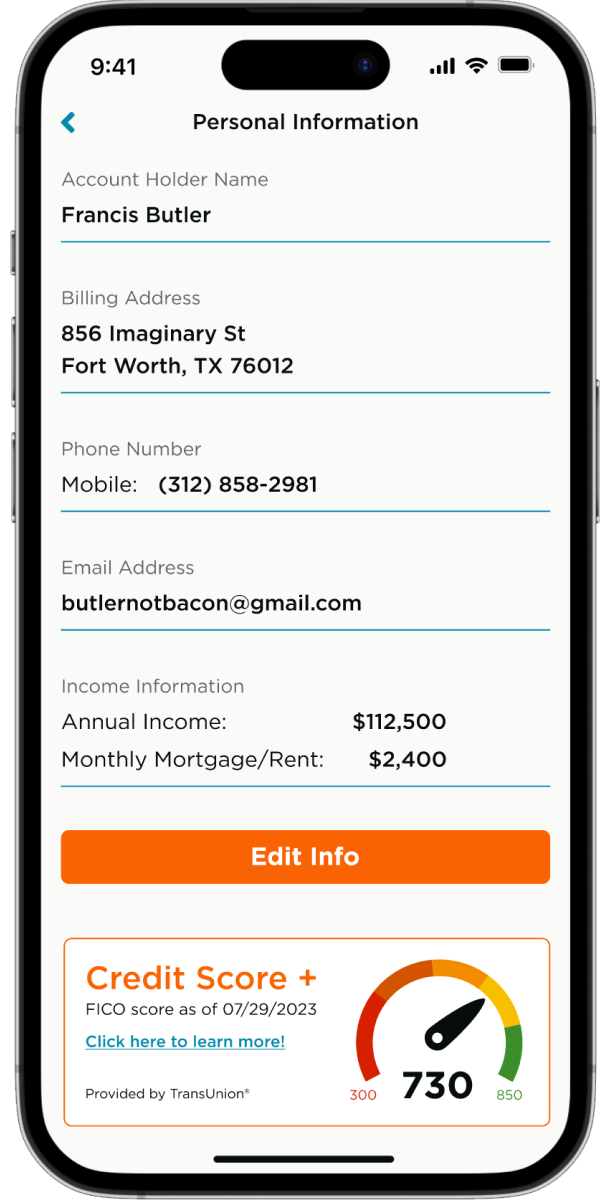 9:41
Personal Information
Account Holder Name
Francis Butler
Billing Address
856 Imaginary St
Fort Worth, TX 76012
Phone Number
Mobile: (312) 858-2981
Email Address
butlernotbacon@gmail.com
Income Information
Annual Income: $112,500
Monthly Mortgage/Rent: $2,400
Edit Info
Credit Score +
FICO score as of 07/29/2023
Click here to learn more!
Provided by TransUnion®
300 730 850